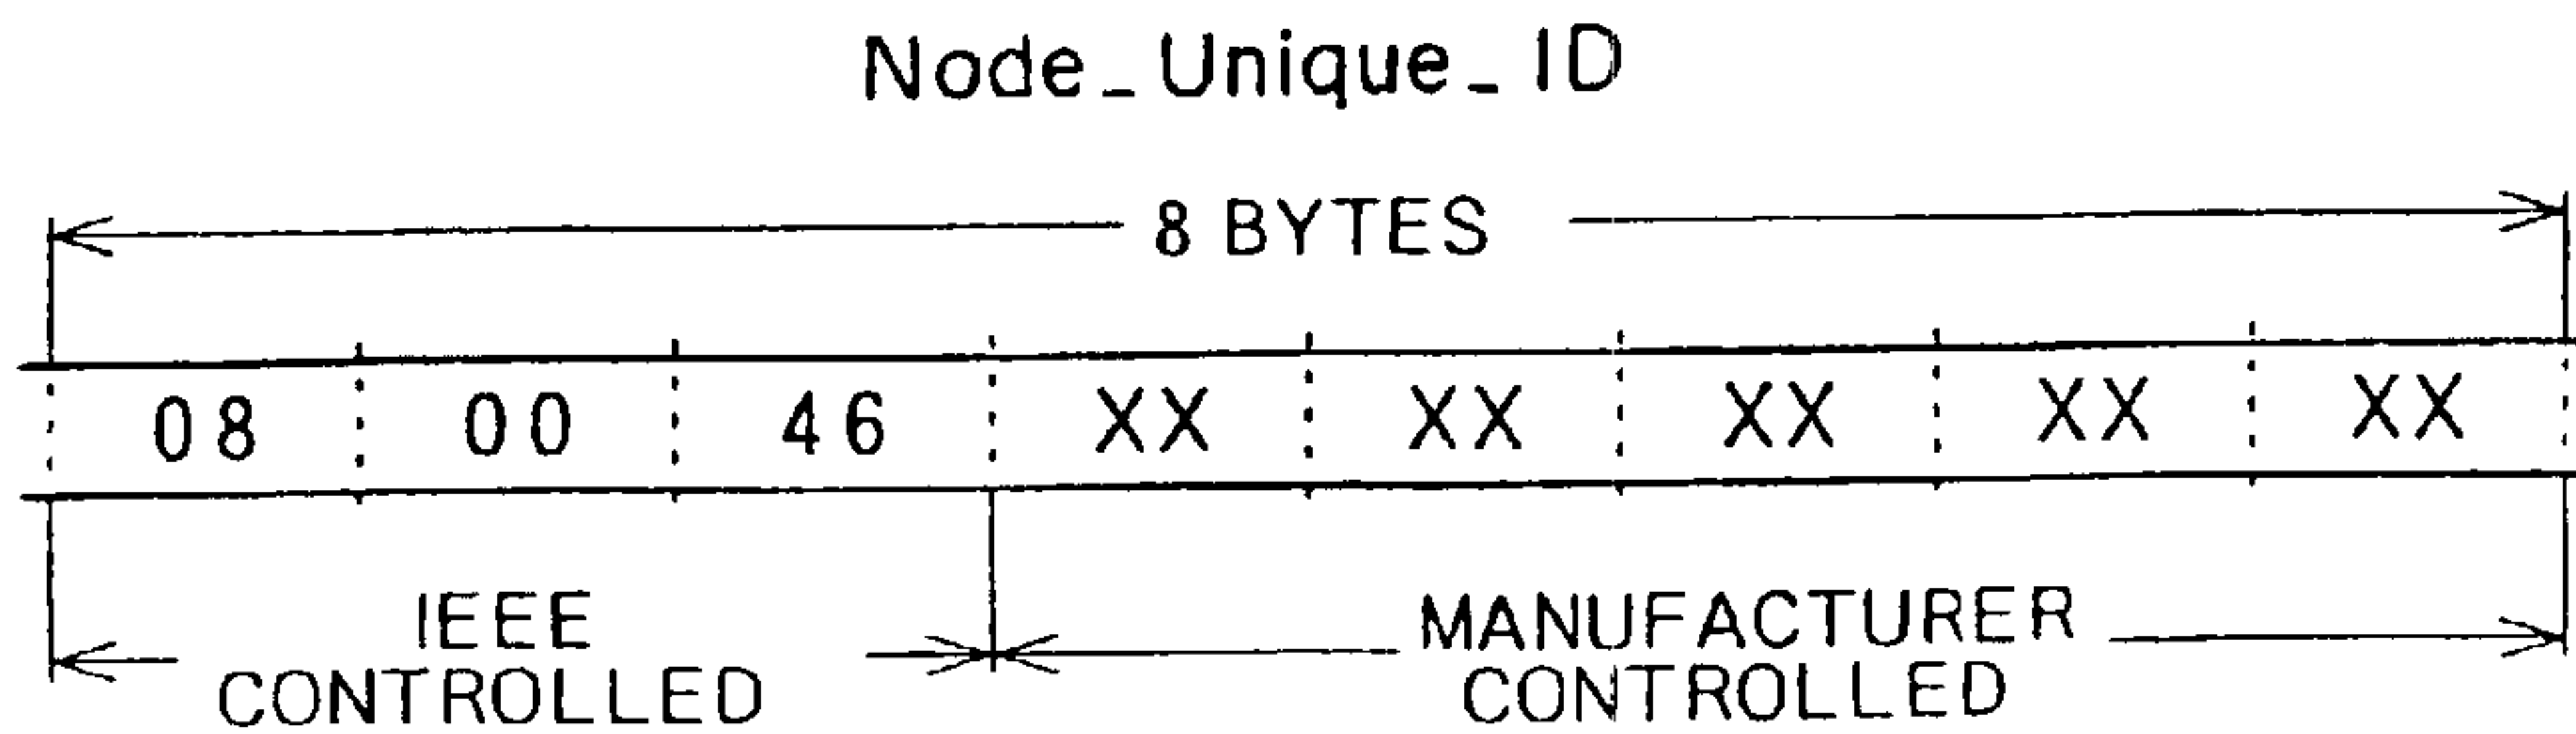 Node_Unique_ID
8 BYTES
08 00 46 XX XX XX XX XX
IEEE CONTROLLED
MANUFACTURER CONTROLLED